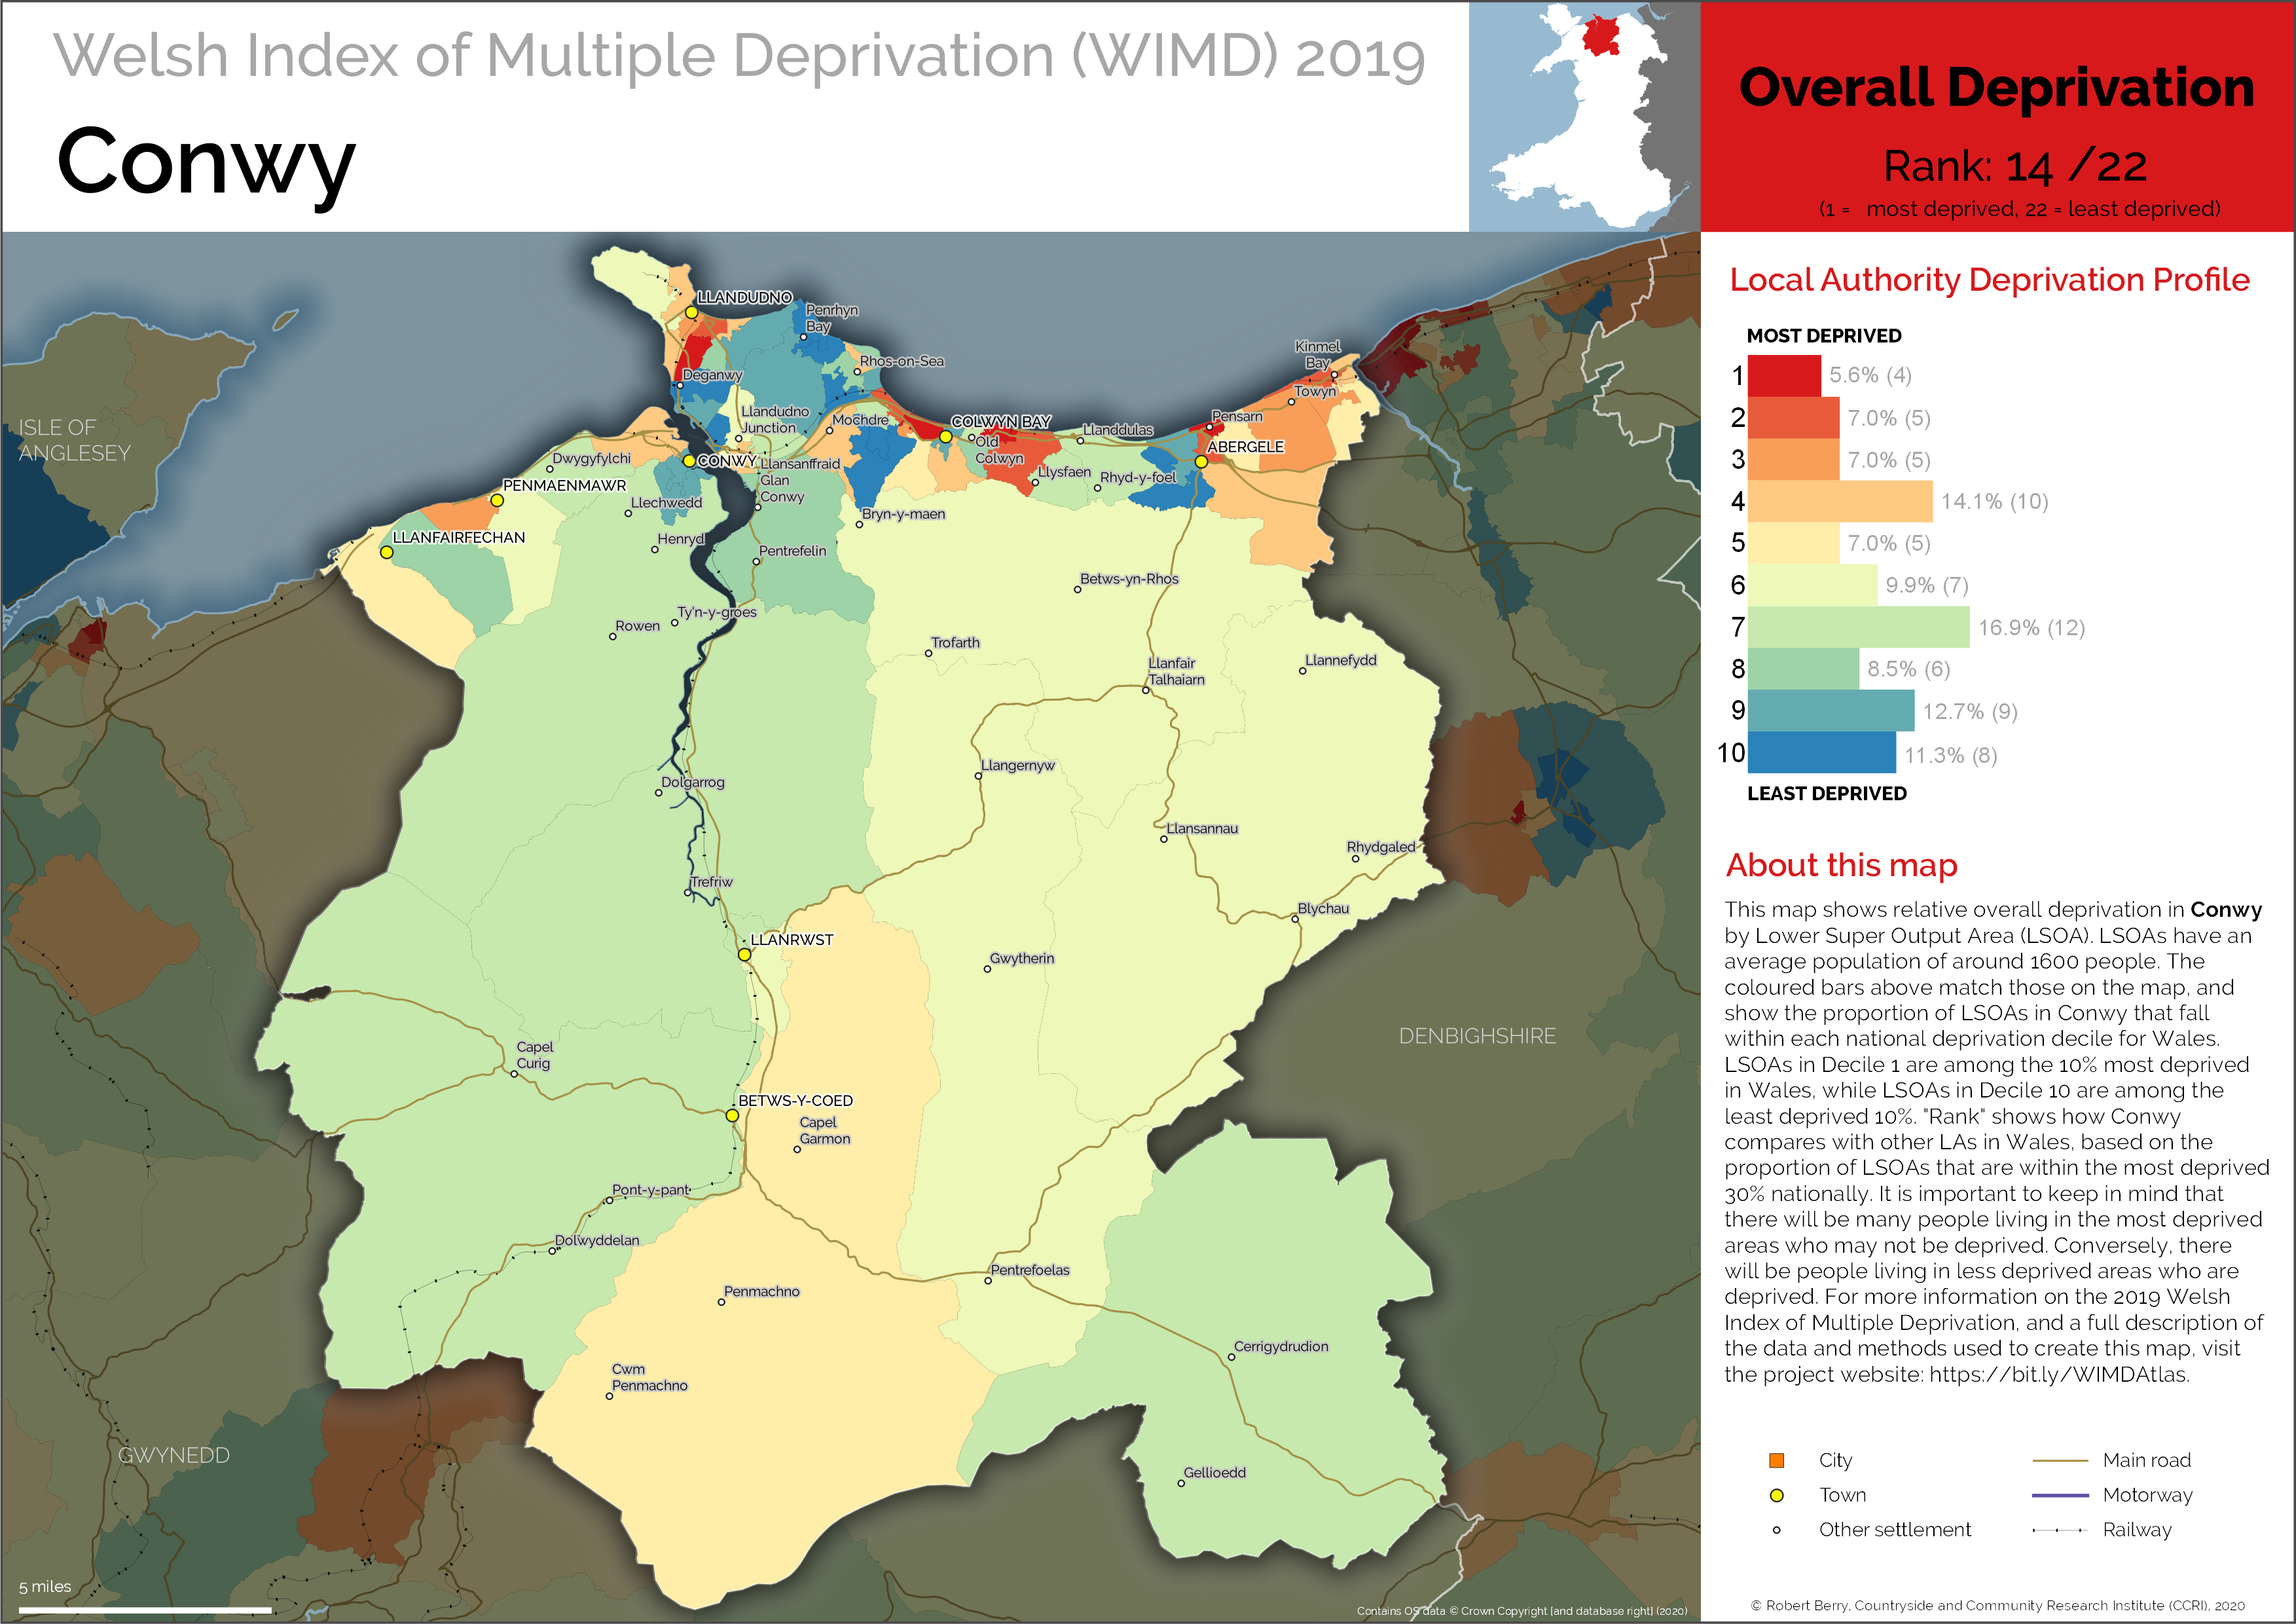 Welsh Index of Multiple Deprivation (WIMD) 2019
Conwy
Overall Deprivation
Rank: 14 /22
(1 = most deprived, 22 = least deprived)
Local Authority Deprivation Profile
MOST DEPRIVED
1 5.6% (4)
2 7.0% (5)
3 7.0% (5)
4 14.1% (10)
5 7.0% (5)
6 9.9% (7)
7 16.9% (12)
8 8.5% (6)
9 12.7% (9)
10 11.3% (8)
LEAST DEPRIVED
About this map
This map shows relative overall deprivation in Conwy
by Lower Super Output Area (LSOA). LSOAs have an
average population of around 1600 people. The
coloured bars above match those on the map, and
show the proportion of LSOAs in Conwy that fall
within each national deprivation decile for Wales.
LSOAs in Decile 1 are among the 10% most deprived
in Wales, while LSOAs in Decile 10 are among the
least deprived 10%. "Rank" shows how Conwy
compares with other LAs in Wales, based on the
proportion of LSOAs that are within the most deprived
30% nationally. It is important to keep in mind that
there will be many people living in the most deprived
areas who may not be deprived. Conversely, there
will be people living in less deprived areas who are
deprived. For more information on the 2019 Welsh
Index of Multiple Deprivation, and a full description of
the data and methods used to create this map, visit
the project website: https://bit.ly/WIMDAtlas.
City
Town
Other settlement
Main road
Motorway
Railway
© Robert Berry, Countryside and Community Research Institute (CCRI), 2020
LLANDUDNO
Penrhyn
Bay
Rhos-on-Sea
Deganwy
Llandudno
Junction
Mochdre
COLWYN BAY
Old
Colwyn
Llanddulas
Pensarn
Kinmel
Bay
Towyn
ABERGELE
ISLE OF
ANGLESEY
Dwygyfylchi
CONWY
Llansanffraid
Glan
Conwy
PENMAENMAWR
Llechwedd
Llysfaen
Rhyd-y-foel
Bryn-y-maen
LLANFAIRFECHAN
Henryd
Pentrefelin
Betws-yn-Rhos
Rowen
Ty'n-y-groes
Trofarth
Llanfair
Talhaiarn
Llannefydd
Dolgarrog
Llangernyw
Llansannau
Rhydgaled
Trefriw
Blychau
LLANRWST
Gwytherin
DENBIGHSHIRE
Capel
Curig
BETWS-Y-COED
Capel
Garmon
Pont-y-pant
Dolwyddelan
Penmachno
Pentrefoelas
Cwm
Penmachno
Cerrigydrudion
GWYNEDD
Gellioedd
5 miles
Contains OS data © Crown Copyright [and database right] (2020)